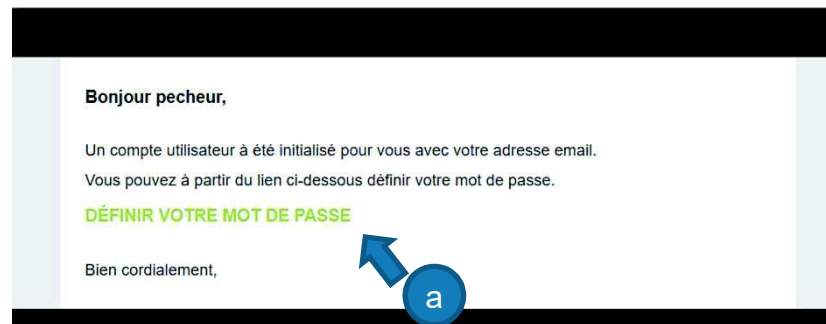 Bonjour pecheur,
Un compte utilisateur à été initialisé pour vous avec votre adresse email.
Vous pouvez à partir du lien ci-dessous définir votre mot de passe.
DÉFINIR VOTRE MOT DE PASSE
Bien cordialement,
a